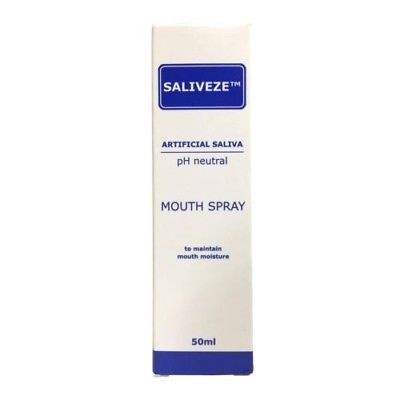 SALIVEZE™
ARTIFICIAL SALIVA
pH neutral
MOUTH SPRAY
to maintain
mouth moisture
50ml